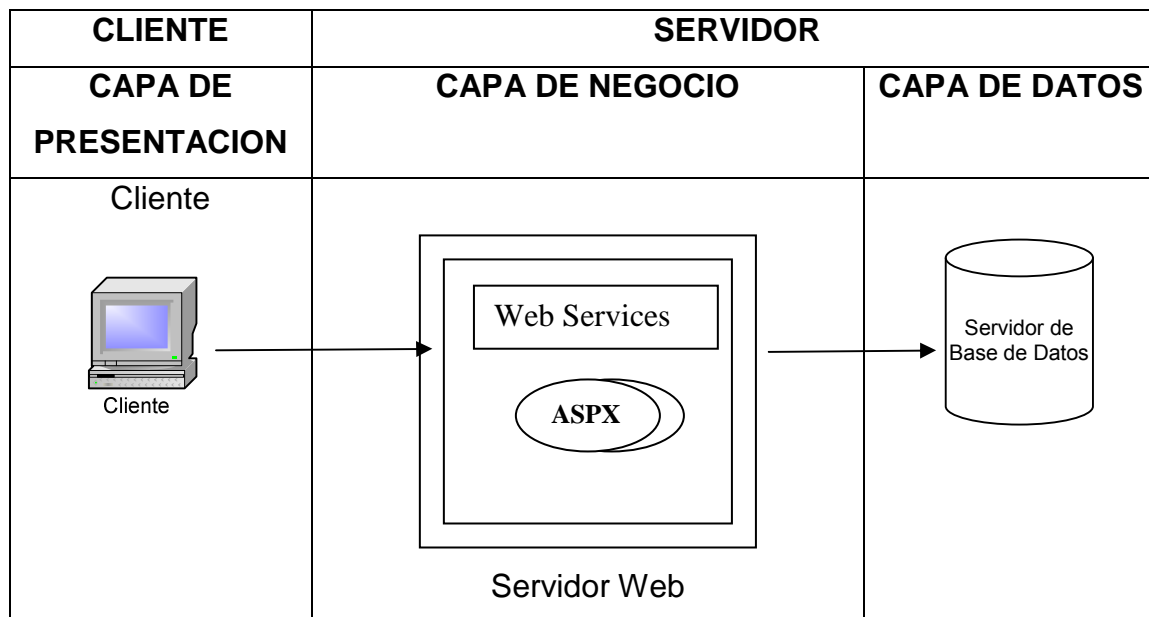 CLIENTE
SERVIDOR
CAPA DE
PRESENTACION
CAPA DE NEGOCIO
CAPA DE DATOS
Cliente
Cliente
Web Services
ASPX
Servidor Web
Servidor de
Base de Datos